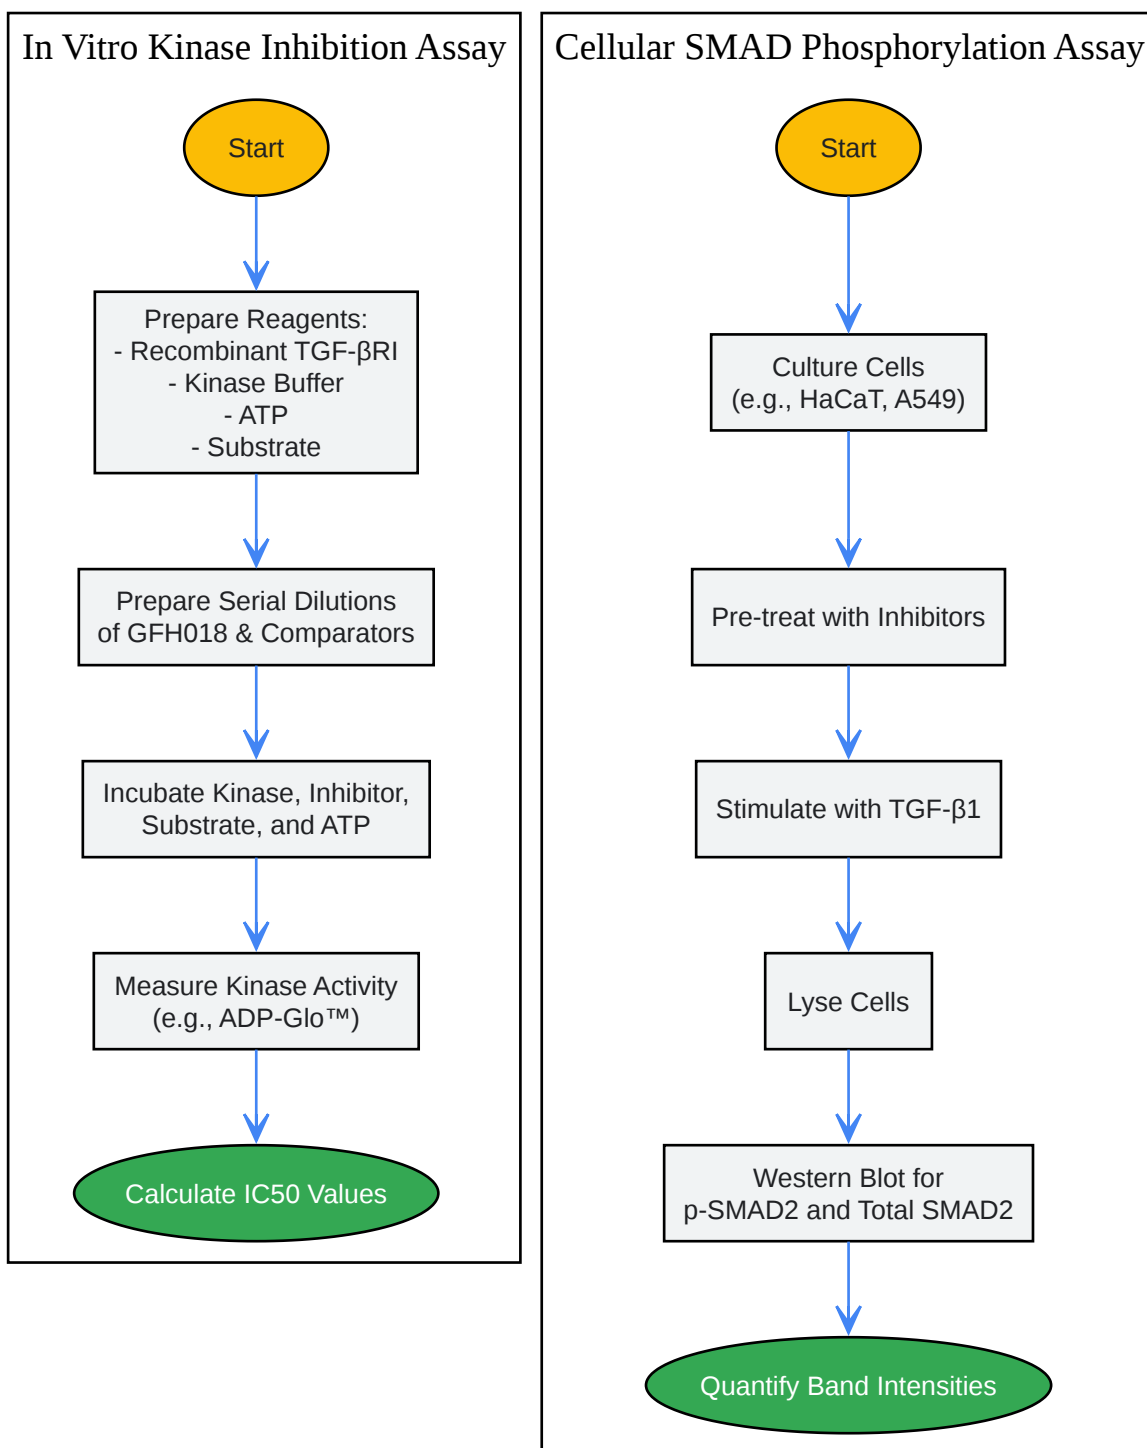 In Vitro Kinase Inhibition Assay
Start
Prepare Reagents:
- Recombinant TGF-βRI
- Kinase Buffer
- ATP
- Substrate
Prepare Serial Dilutions
of GFH018 & Comparators
Incubate Kinase, Inhibitor,
Substrate, and ATP
Measure Kinase Activity
(e.g., ADP-Glo™)
Calculate IC50 Values
Cellular SMAD Phosphorylation Assay
Start
Culture Cells
(e.g., HaCaT, A549)
Pre-treat with Inhibitors
Stimulate with TGF-β1
Lyse Cells
Western Blot for
p-SMAD2 and Total SMAD2
Quantify Band Intensities